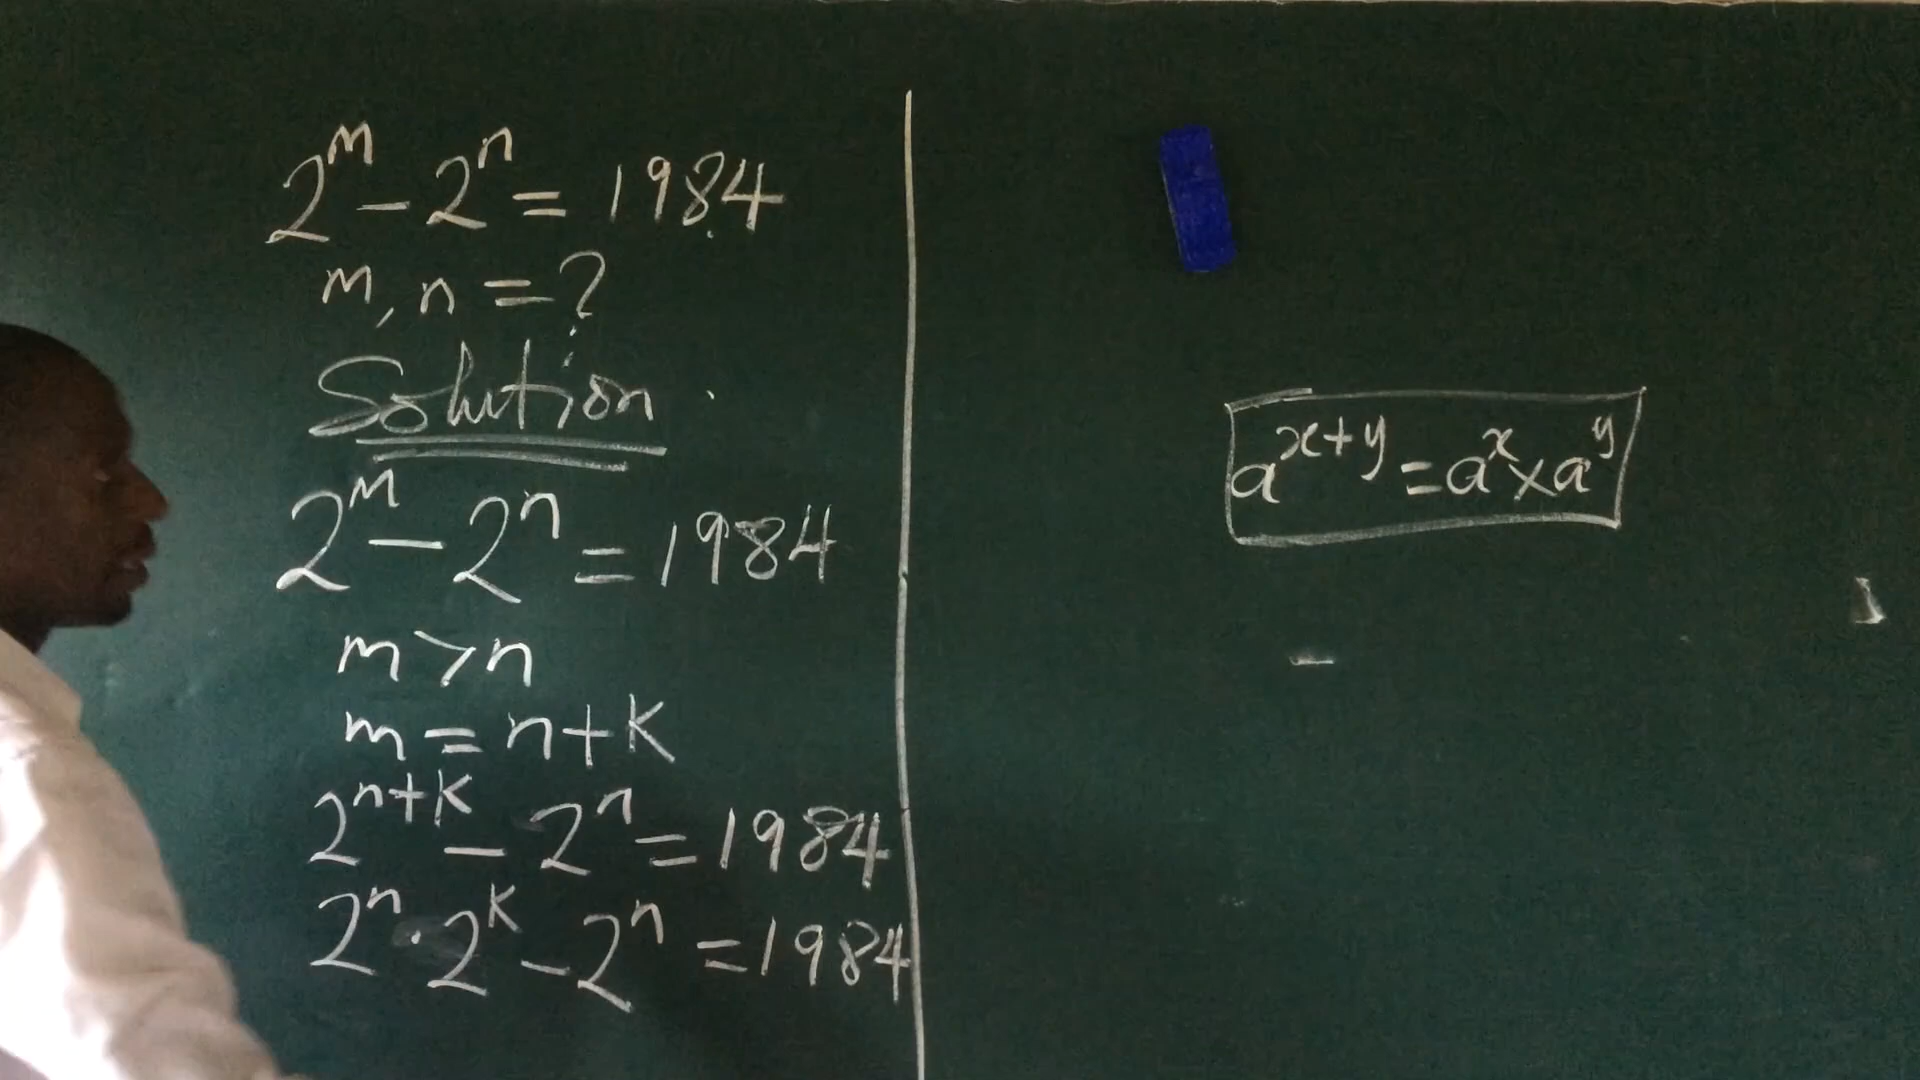 2^m - 2^n = 1984
m, n = ?
Solution
2^m - 2^n = 1984
m > n
m = n + k
2^{n+k} - 2^n = 1984
2^n · 2^k - 2^n = 1984
a^{x+y} = a^x × a^y